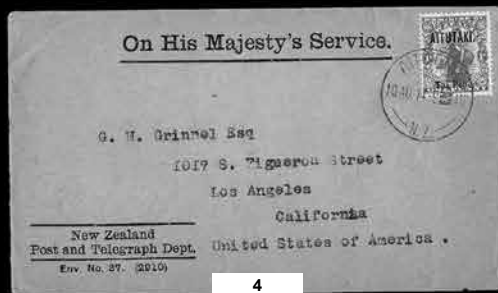 On His Majesty's Service.
AITUTAKI.
N.Z.
G. H. Grinnel Esq
1017 S. Figueroa Street
Los Angeles
California
United States of America .
New Zealand
Post and Telegraph Dept.
Env. No. 37. (2010)
4